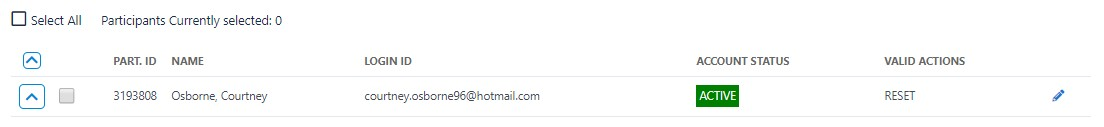 Select All Participants Currently selected: 0
PART. ID NAME LOGIN ID ACCOUNT STATUS VALID ACTIONS
3193808 Osborne, Courtney courtney.osborne96@hotmail.com ACTIVE RESET